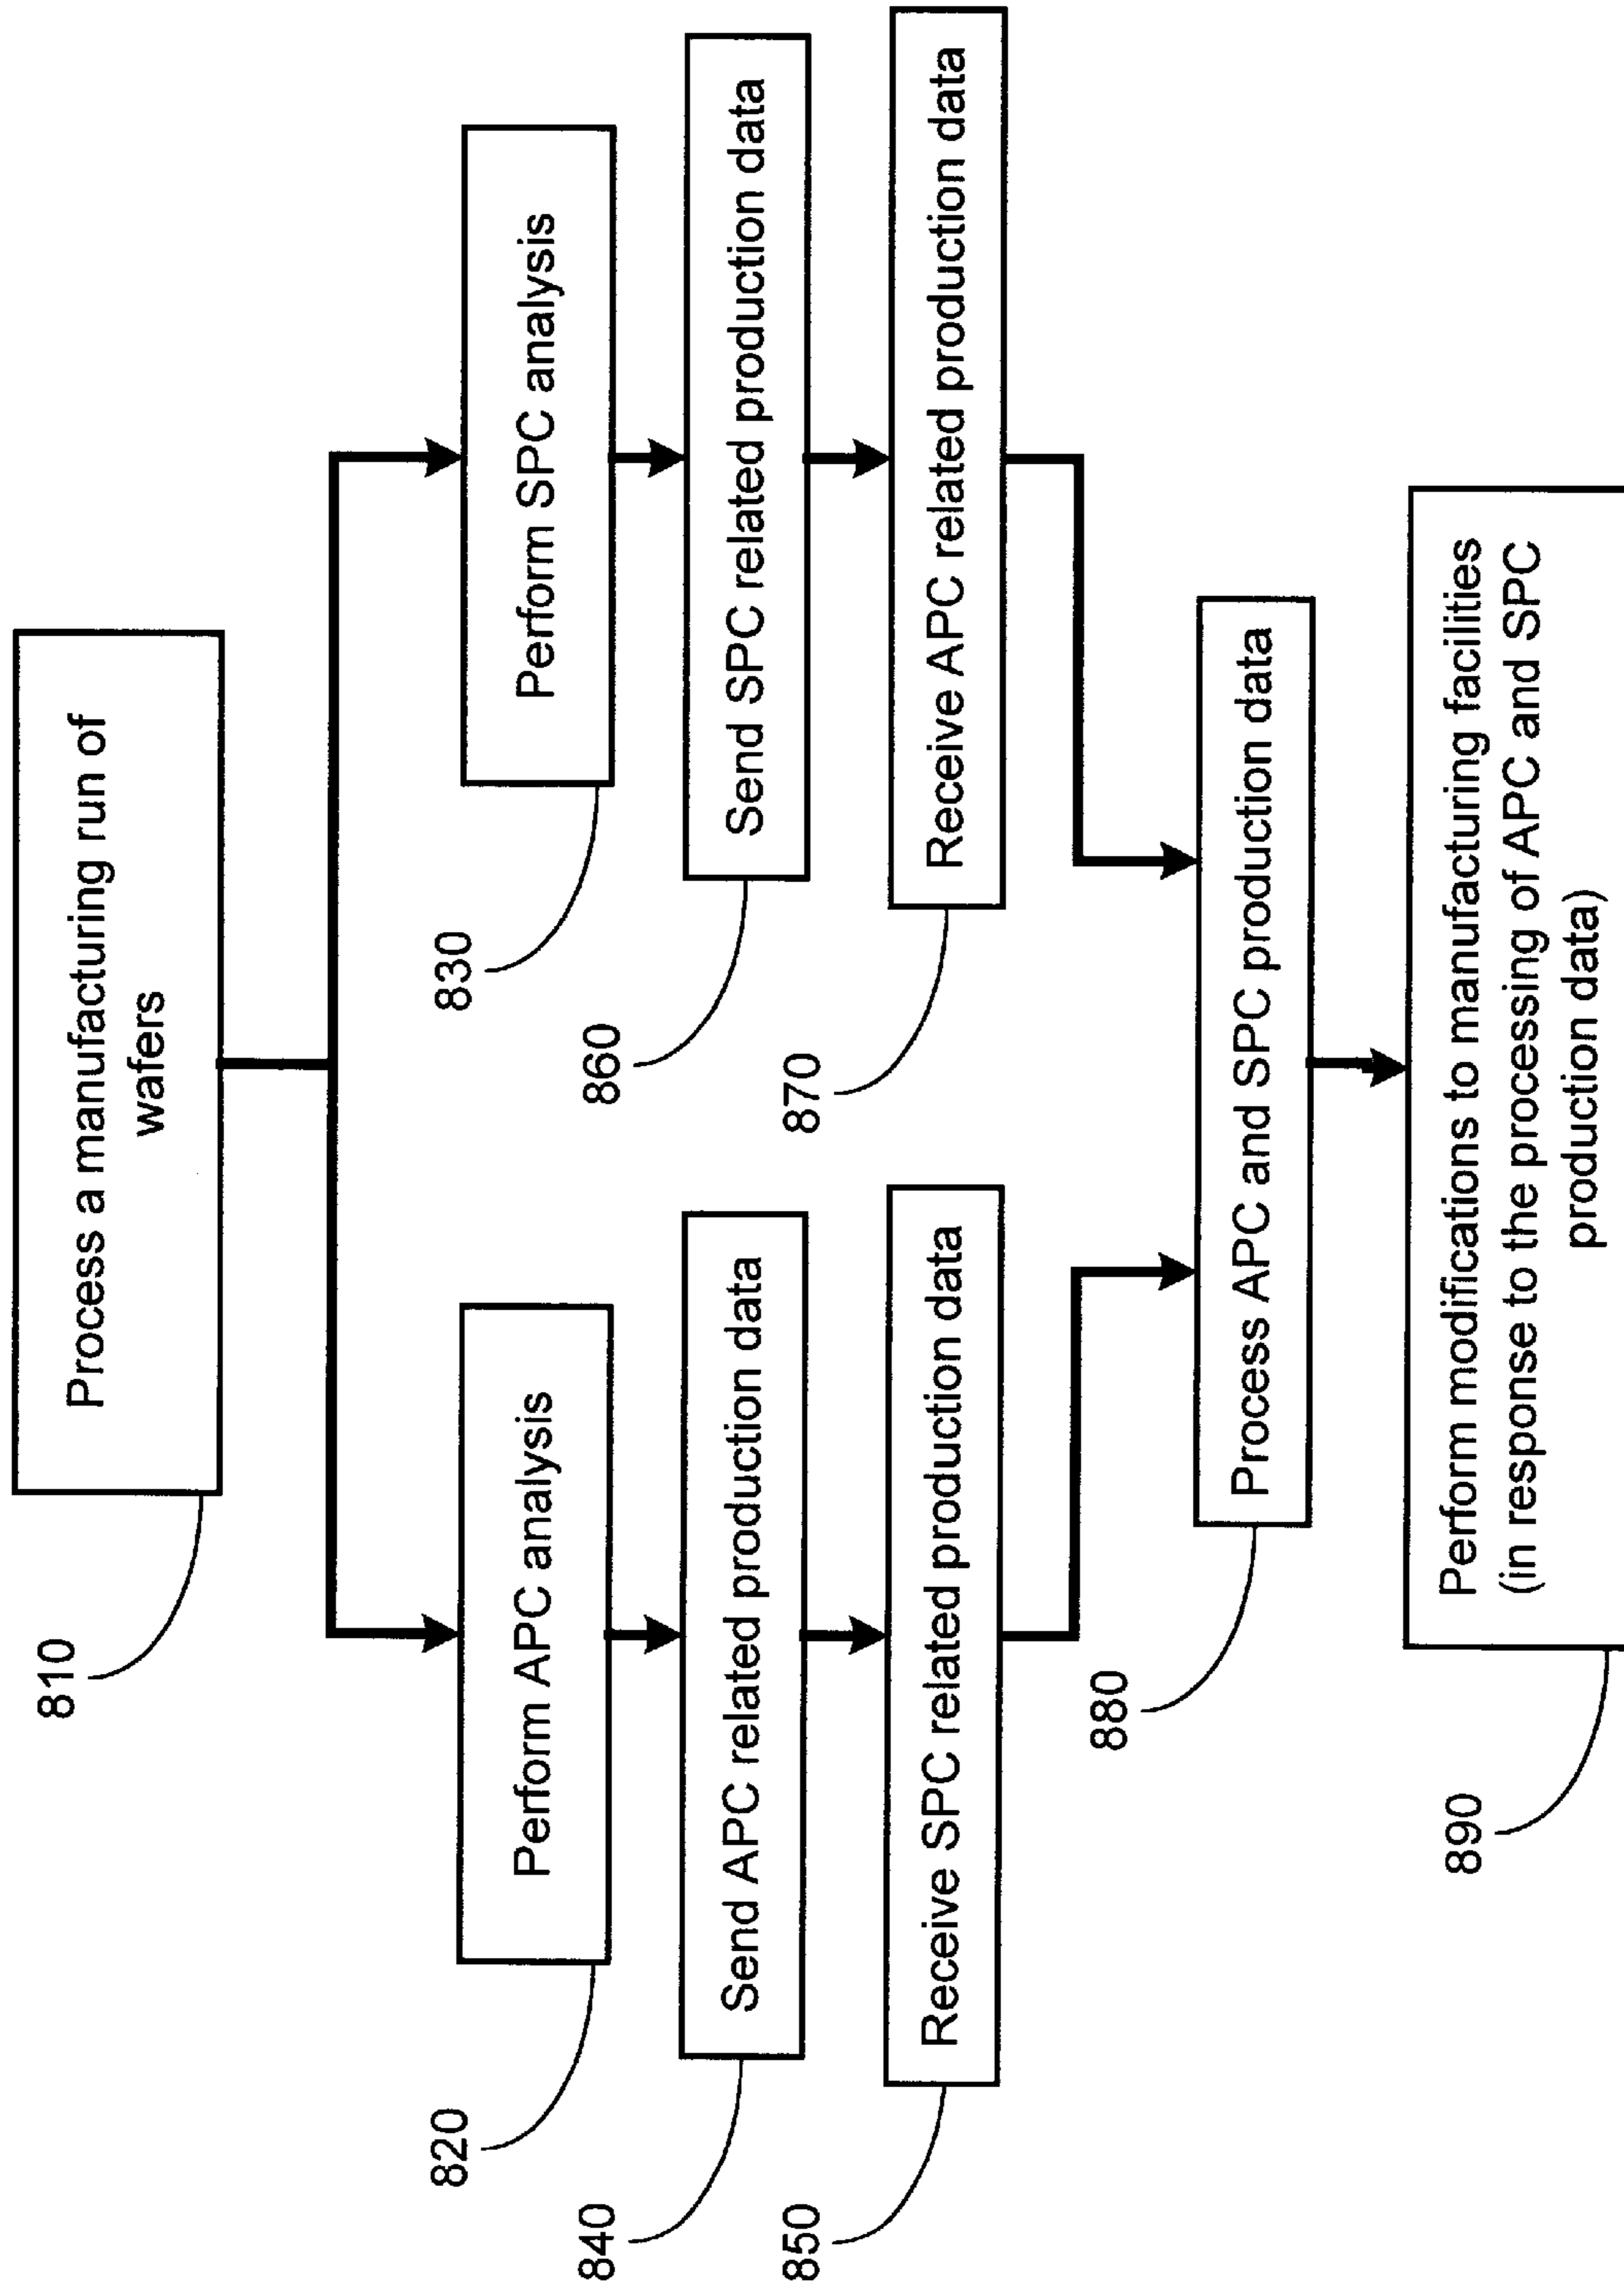 Process a manufacturing run of
wafers
810
Perform APC analysis
820
Perform SPC analysis
830
Send APC related production data
840
Send SPC related production data
860
Receive SPC related production data
850
Receive APC related production data
870
Process APC and SPC production data
880
Perform modifications to manufacturing facilities
(in response to the processing of APC and SPC
production data)
890